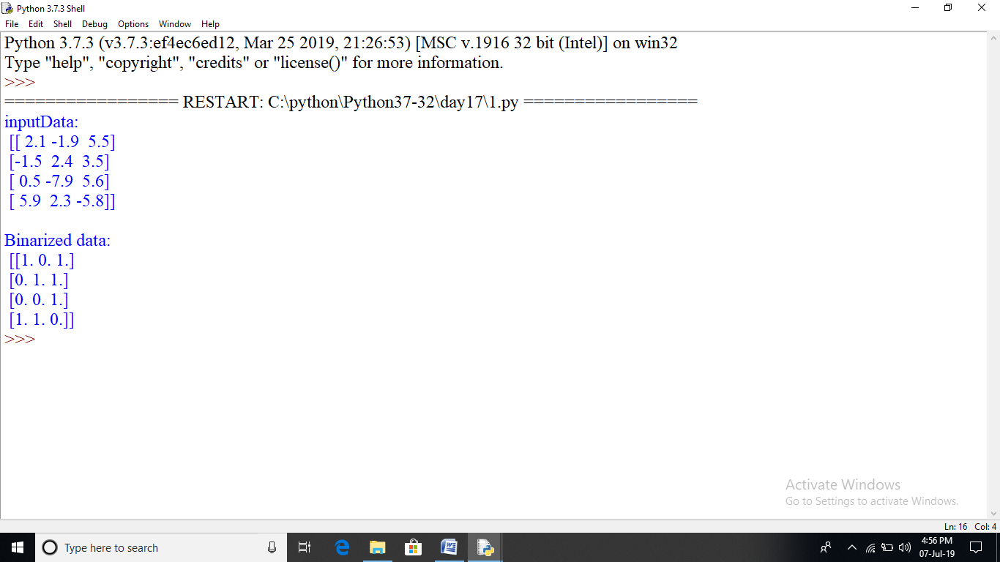 Python 3.7.3 Shell
File Edit Shell Debug Options Window Help
Python 3.7.3 (v3.7.3:ef4ec6ed12, Mar 25 2019, 21:26:53) [MSC v.1916 32 bit (Intel)] on win32
Type "help", "copyright", "credits" or "license()" for more information.
>>>
================= RESTART: C:\python\Python37-32\day17\1.py =================
inputData:
[[ 2.1 -1.9  5.5]
[-1.5  2.4  3.5]
[ 0.5 -7.9  5.6]
[ 5.9  2.3 -5.8]]
Binarized data:
[[1. 0. 1.]
[0. 1. 1.]
[0. 0. 1.]
[1. 1. 0.]]
>>>
Activate Windows
Go to Settings to activate Windows.
Ln: 16 Col: 4
Type here to search
4:56 PM
07-Jul-19